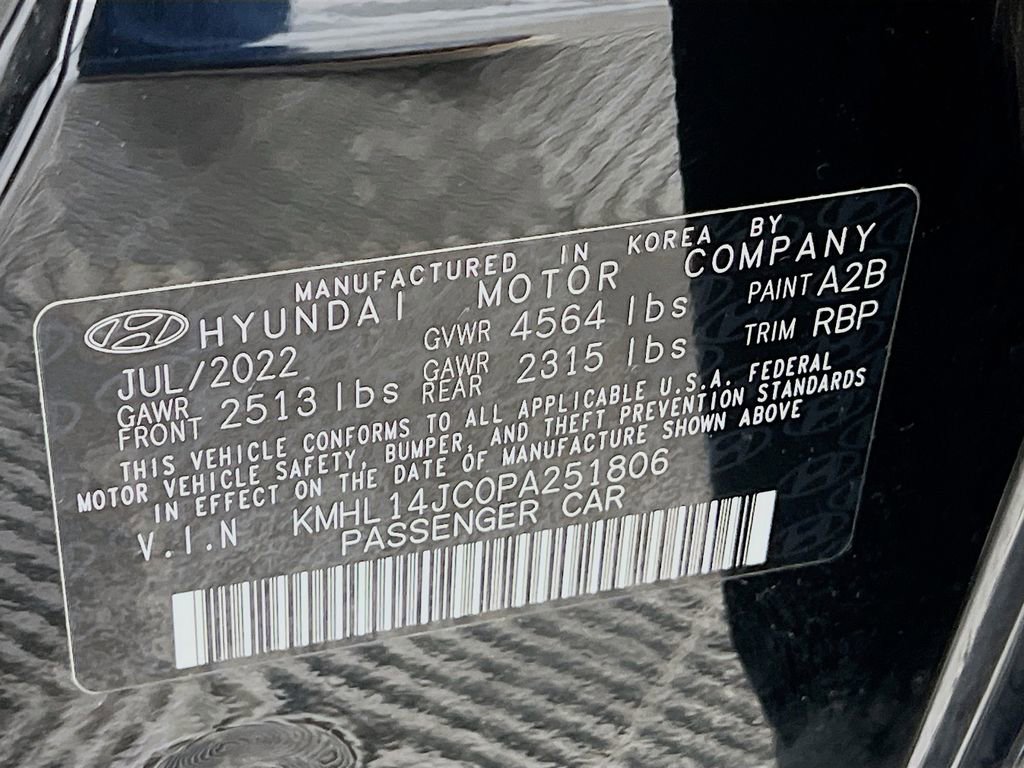 MANUFACTURED IN KOREA BY
HYUNDAI MOTOR COMPANY
JUL/2022 GVWR 4564 lbs PAINT A2B
GAWR FRONT 2513 lbs GAWR REAR 2315 lbs TRIM RBP
THIS VEHICLE CONFORMS TO ALL APPLICABLE U.S.A. FEDERAL
MOTOR VEHICLE SAFETY, BUMPER, AND THEFT PREVENTION STANDARDS
IN EFFECT ON THE DATE OF MANUFACTURE SHOWN ABOVE
V.I.N KMHL14JC0PA251806
PASSENGER CAR